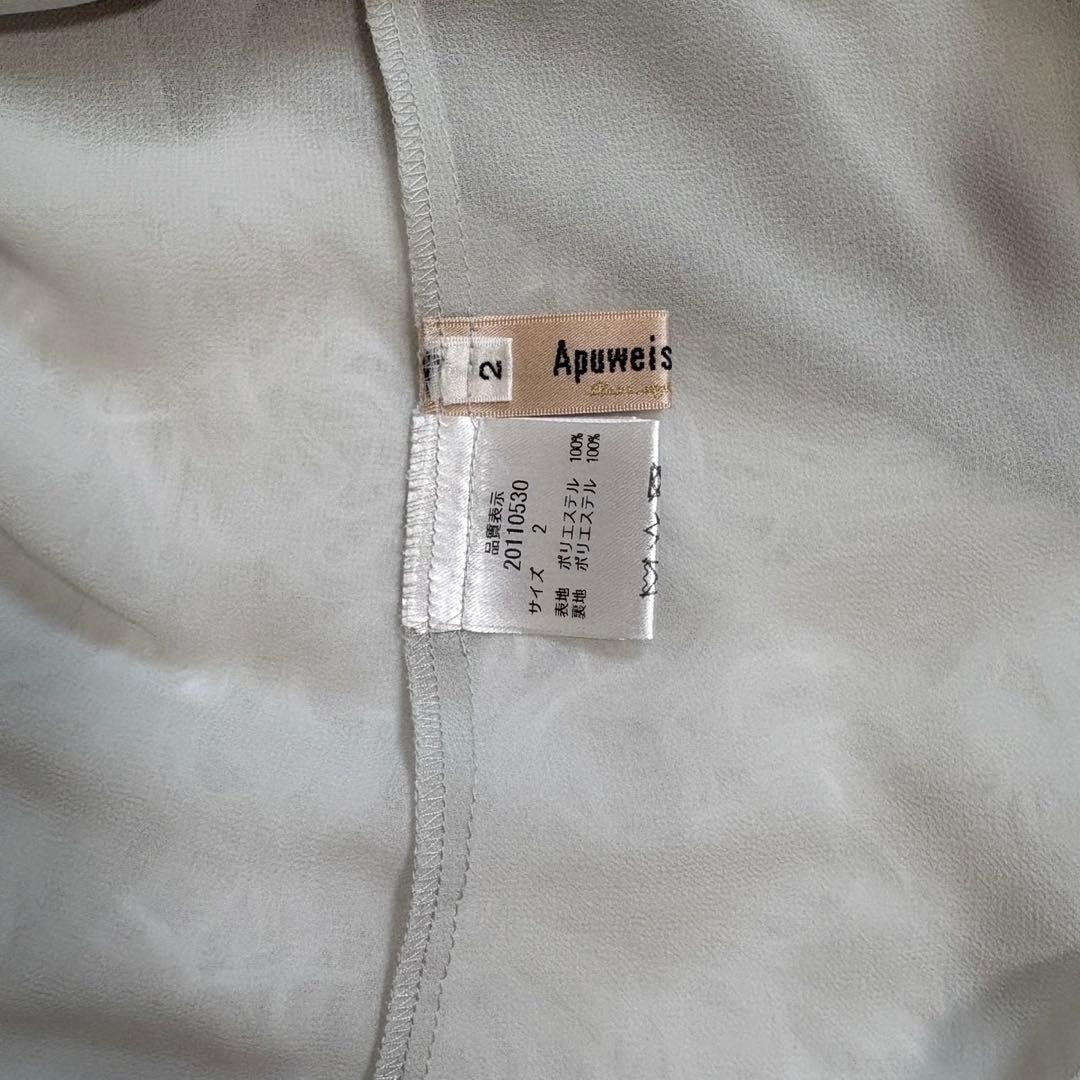 2
Apuweis
品質表示
20110530
サイズ 2
表地 ポリエステル 100%
裏地 ポリエステル 100%